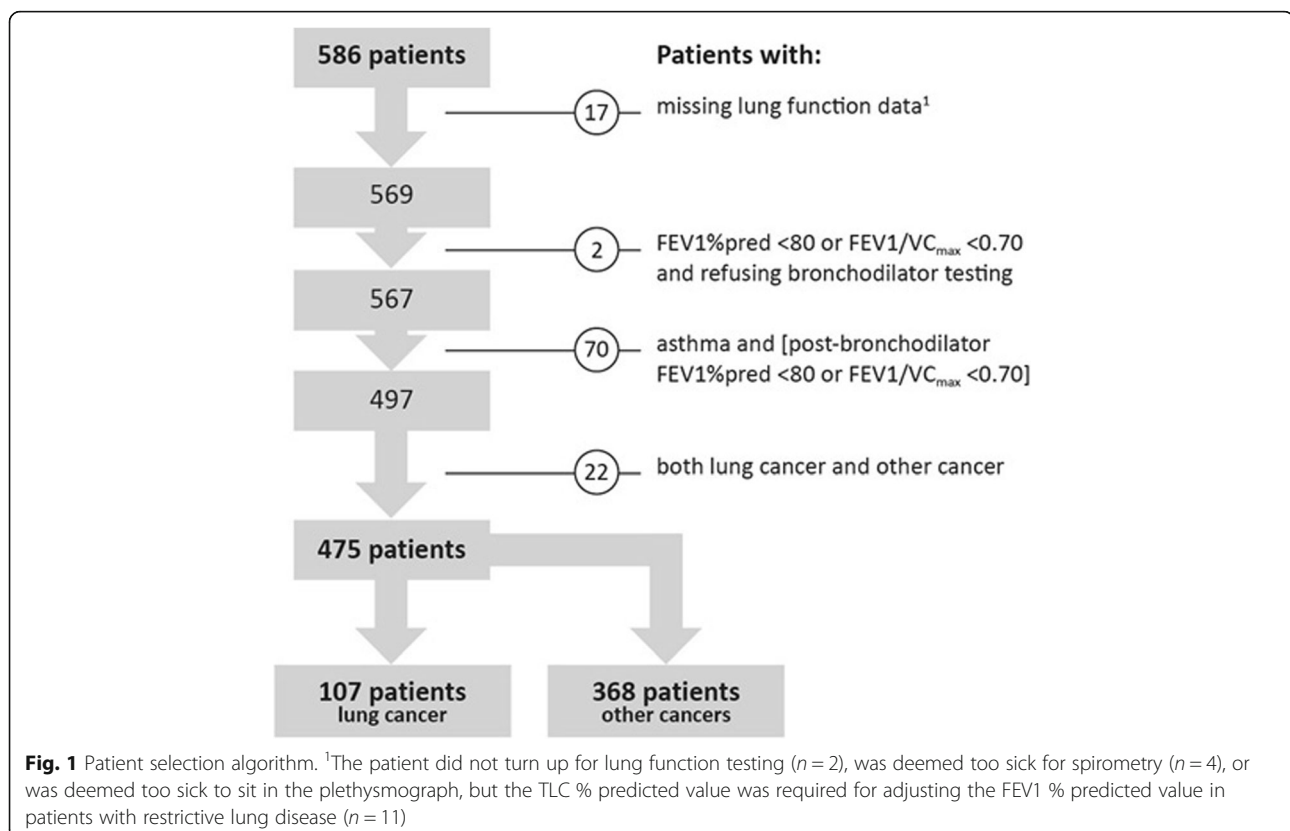 586 patients
Patients with:
17
missing lung function data¹
569
2
FEV1%pred <80 or FEV1/VCmax <0.70
and refusing bronchodilator testing
567
70
asthma and [post-bronchodilator
FEV1%pred <80 or FEV1/VCmax <0.70]
497
22
both lung cancer and other cancer
475 patients
107 patients
lung cancer
368 patients
other cancers
Fig. 1 Patient selection algorithm. ¹The patient did not turn up for lung function testing (n = 2), was deemed too sick for spirometry (n = 4), or
was deemed too sick to sit in the plethysmograph, but the TLC % predicted value was required for adjusting the FEV1 % predicted value in
patients with restrictive lung disease (n = 11)